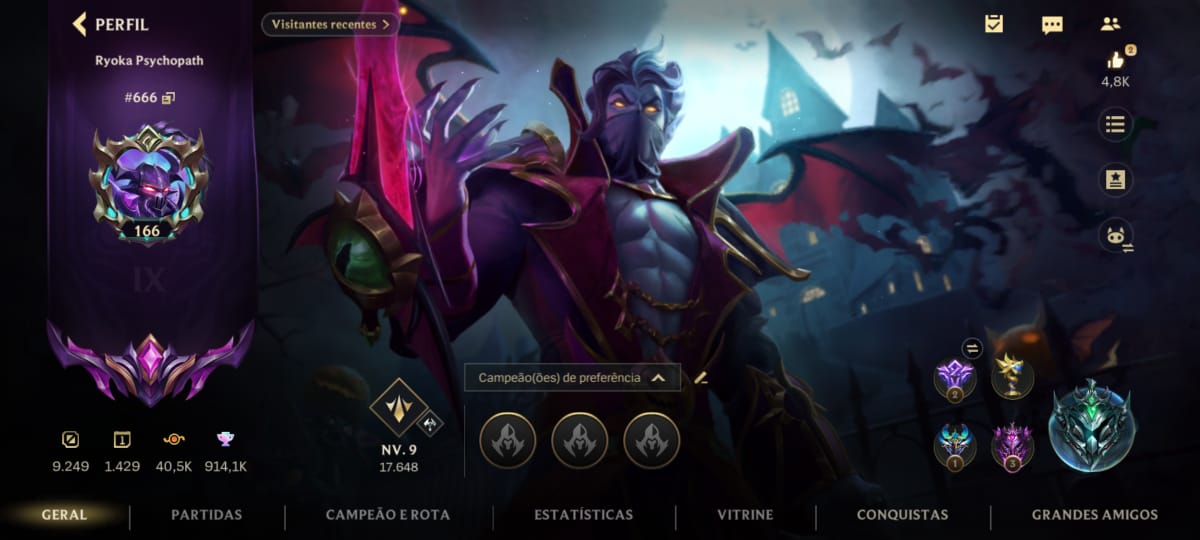 PERFIL
Visitantes recentes >
Ryoka Psychopath
#666
2
4,8K
166
IX
Campeão(ões) de preferência
2
NV. 9
17.648
1
3
9.249
1
1.429
40,5K
914,1K
GERAL
PARTIDAS
CAMPEÃO E ROTA
ESTATÍSTICAS
VITRINE
CONQUISTAS
GRANDES AMIGOS